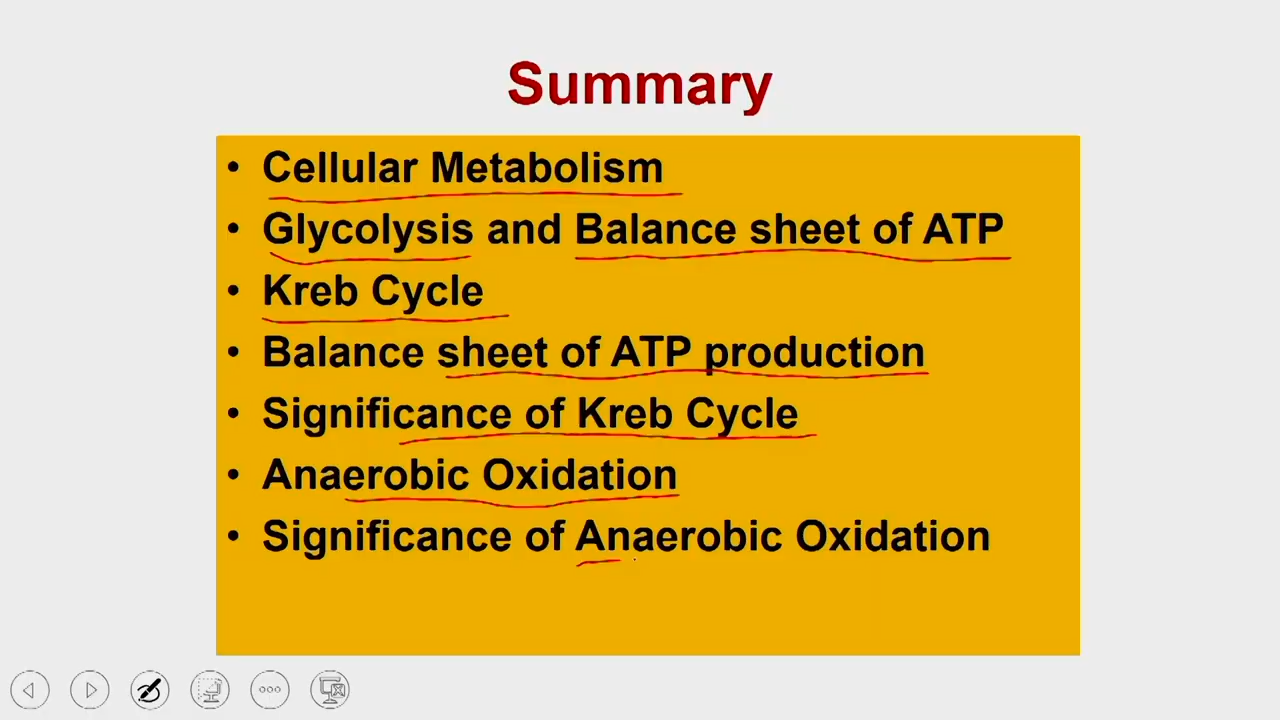 Summary
• Cellular Metabolism
• Glycolysis and Balance sheet of ATP
• Kreb Cycle
• Balance sheet of ATP production
• Significance of Kreb Cycle
• Anaerobic Oxidation
• Significance of Anaerobic Oxidation